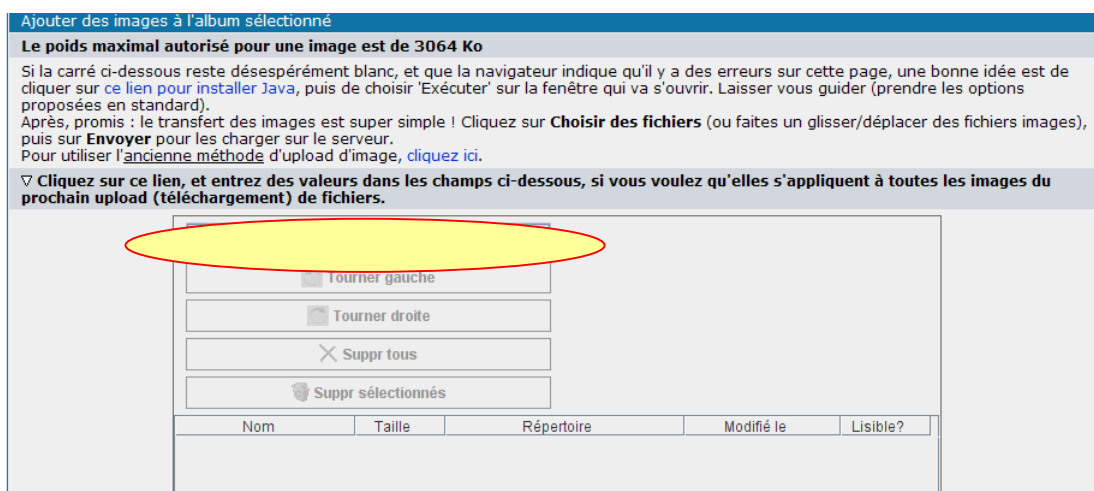 Ajouter des images à l'album sélectionné
Le poids maximal autorisé pour une image est de 3064 Ko
Si la carré ci-dessous reste désespérément blanc, et que la navigateur indique qu'il y a des erreurs sur cette page, une bonne idée est de
cliquer sur ce lien pour installer Java, puis de choisir 'Exécuter' sur la fenêtre qui va s'ouvrir. Laisser vous guider (prendre les options
proposées en standard).
Après, promis : le transfert des images est super simple ! Cliquez sur Choisir des fichiers (ou faites un glisser/déplacer des fichiers images),
puis sur Envoyer pour les charger sur le serveur.
Pour utiliser l'ancienne méthode d'upload d'image, cliquez ici.
▽ Cliquez sur ce lien, et entrez des valeurs dans les champs ci-dessous, si vous voulez qu'elles s'appliquent à toutes les images du
prochain upload (téléchargement) de fichiers.
Tourner gauche
Tourner droite
Suppr tous
Suppr sélectionnés
Nom Taille Répertoire Modifié le Lisible?